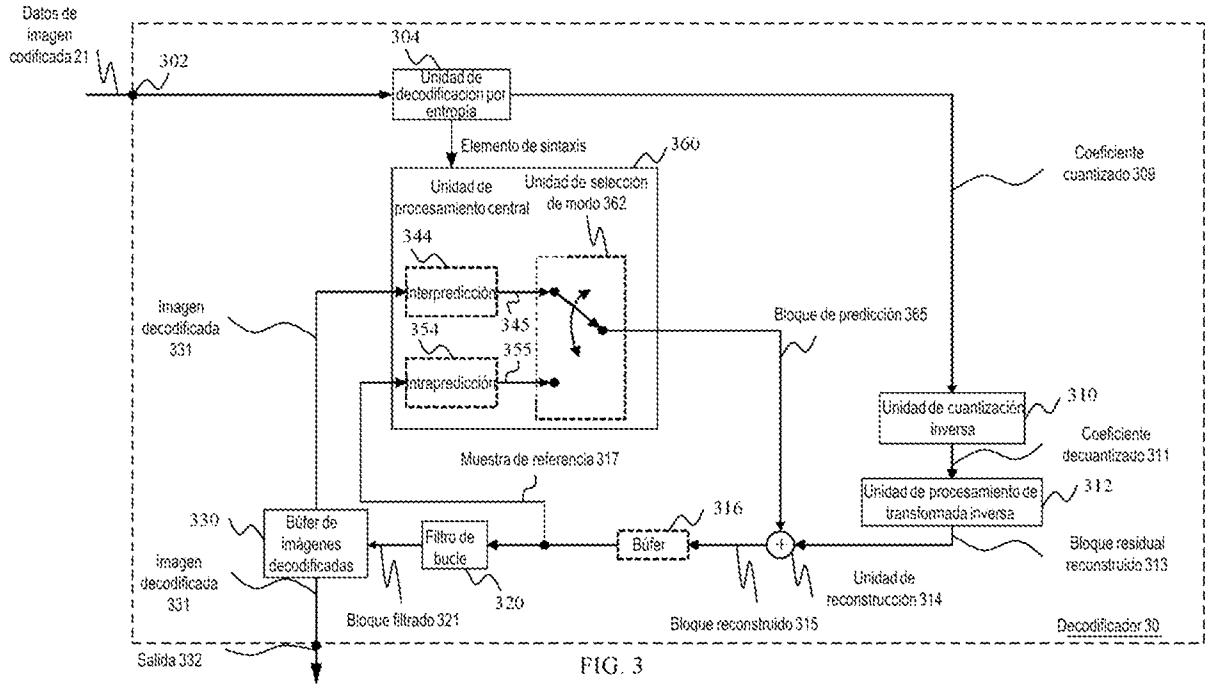 Datos de
imagen
codificada 21
302
304
Unidad de
decodificación por
entropía
Elemento de sintaxis
360
Unidad de
procesamiento central
Unidad de selección
de modo 362
Coeficiente
cuantizado 309
344
Interpredicción
345
354
Intrapredicción
355
Imagen
decodificada
331
Bloque de predicción 365
Unidad de cuantización
inversa
310
Coeficiente
decuantizado 311
Muestra de referencia 317
Unidad de procesamiento de
transformada inversa
312
330
Búfer de
imágenes
decodificadas
Filtro de
bucle
320
316
Búfer
+
Bloque residual
reconstruido 313
Imagen
decodificada
331
Bloque filtrado 321
Bloque reconstruido 315
Unidad de
reconstrucción 314
Decodificador 30
Salida 332
FIG. 3